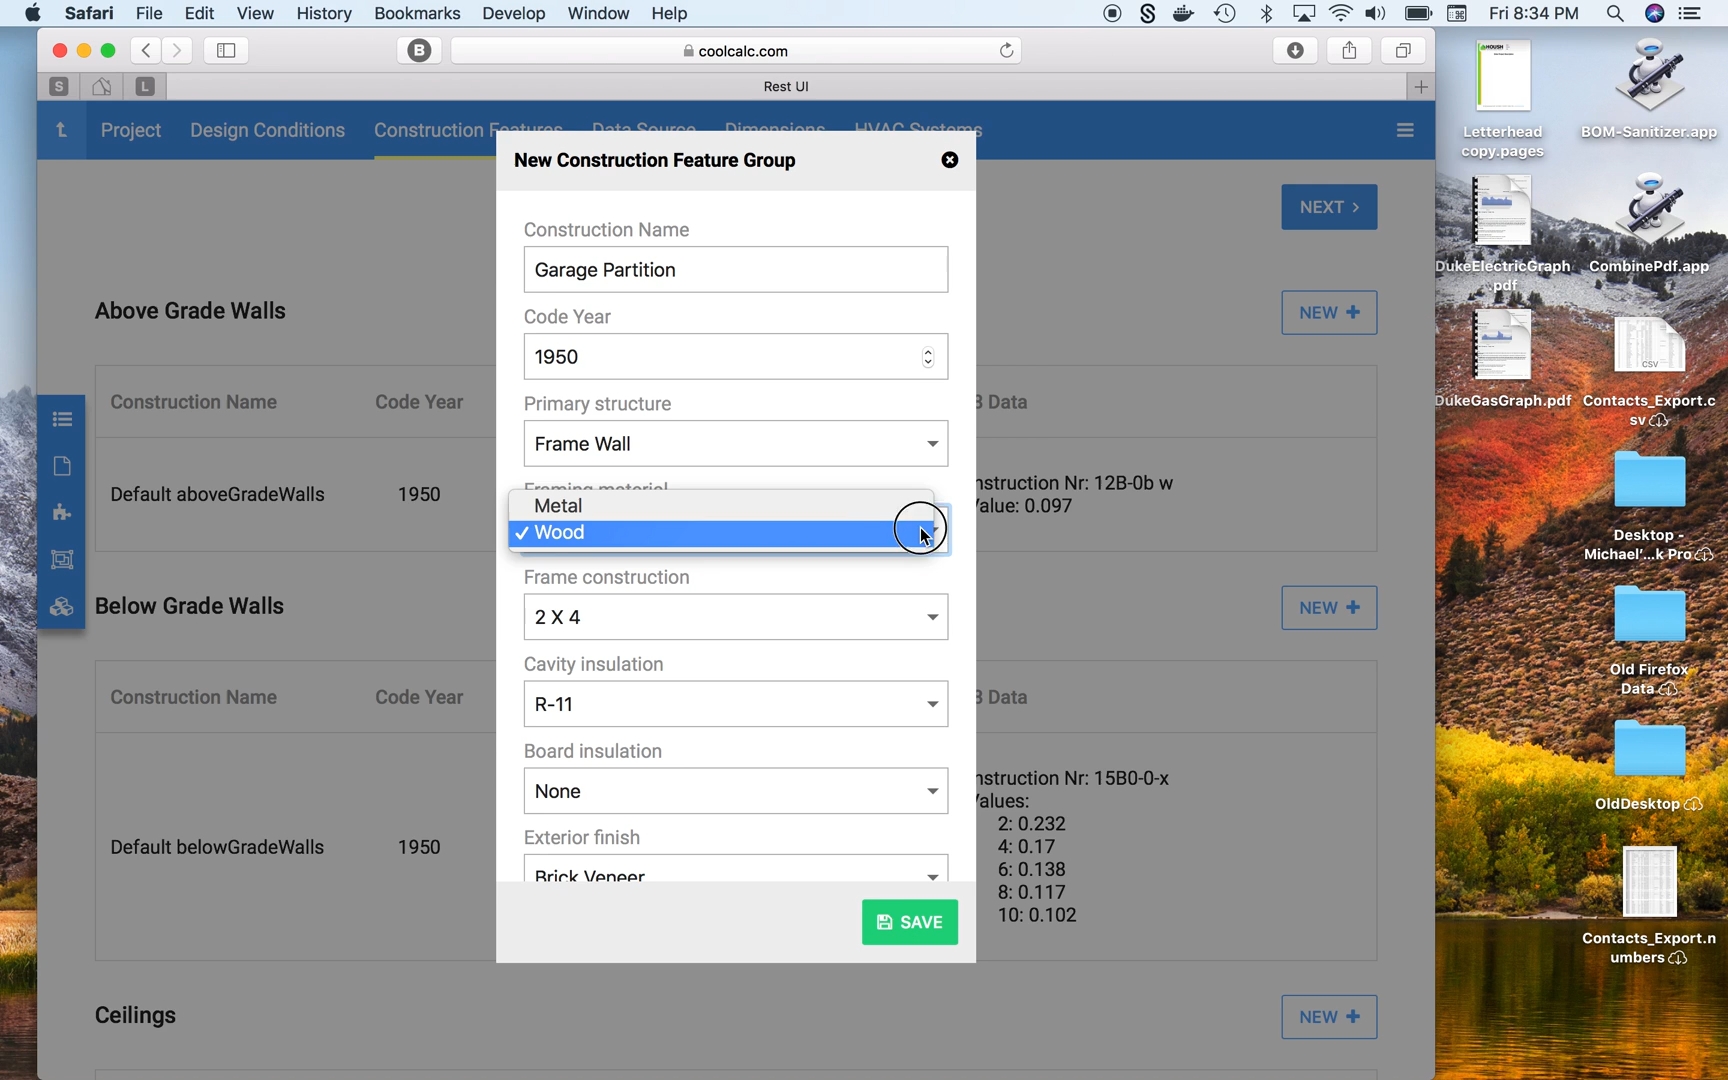 Safari File Edit View History Bookmarks Develop Window Help
Fri 8:34 PM
B
coolcalc.com
S
L
Rest UI
Project Design Conditions Construction Features Data Source Dimensions HVAC Systems
New Construction Feature Group
NEXT >
Construction Name
Garage Partition
Code Year
1950
Primary structure
Frame Wall
Framing material
Metal
✓ Wood
Frame construction
2 X 4
Cavity insulation
R-11
Board insulation
None
Exterior finish
Brick Veneer
SAVE
Above Grade Walls
NEW +
Construction Name Code Year
Data
Default aboveGradeWalls 1950
nstruction Nr: 12B-0b w
alue: 0.097
Below Grade Walls
NEW +
Construction Name Code Year
Data
Default belowGradeWalls 1950
nstruction Nr: 15B0-0-x
alues:
2: 0.232
4: 0.17
6: 0.138
8: 0.117
10: 0.102
Ceilings
NEW +
Letterhead
copy.pages
BOM-Sanitizer.app
DukeElectricGraph
.pdf
CombinePdf.app
DukeGasGraph.pdf
CSV
Contacts_Export.c
sv
Desktop -
Michael'...k Pro
Old Firefox
Data
OldDesktop
Contacts_Export.n
umbers